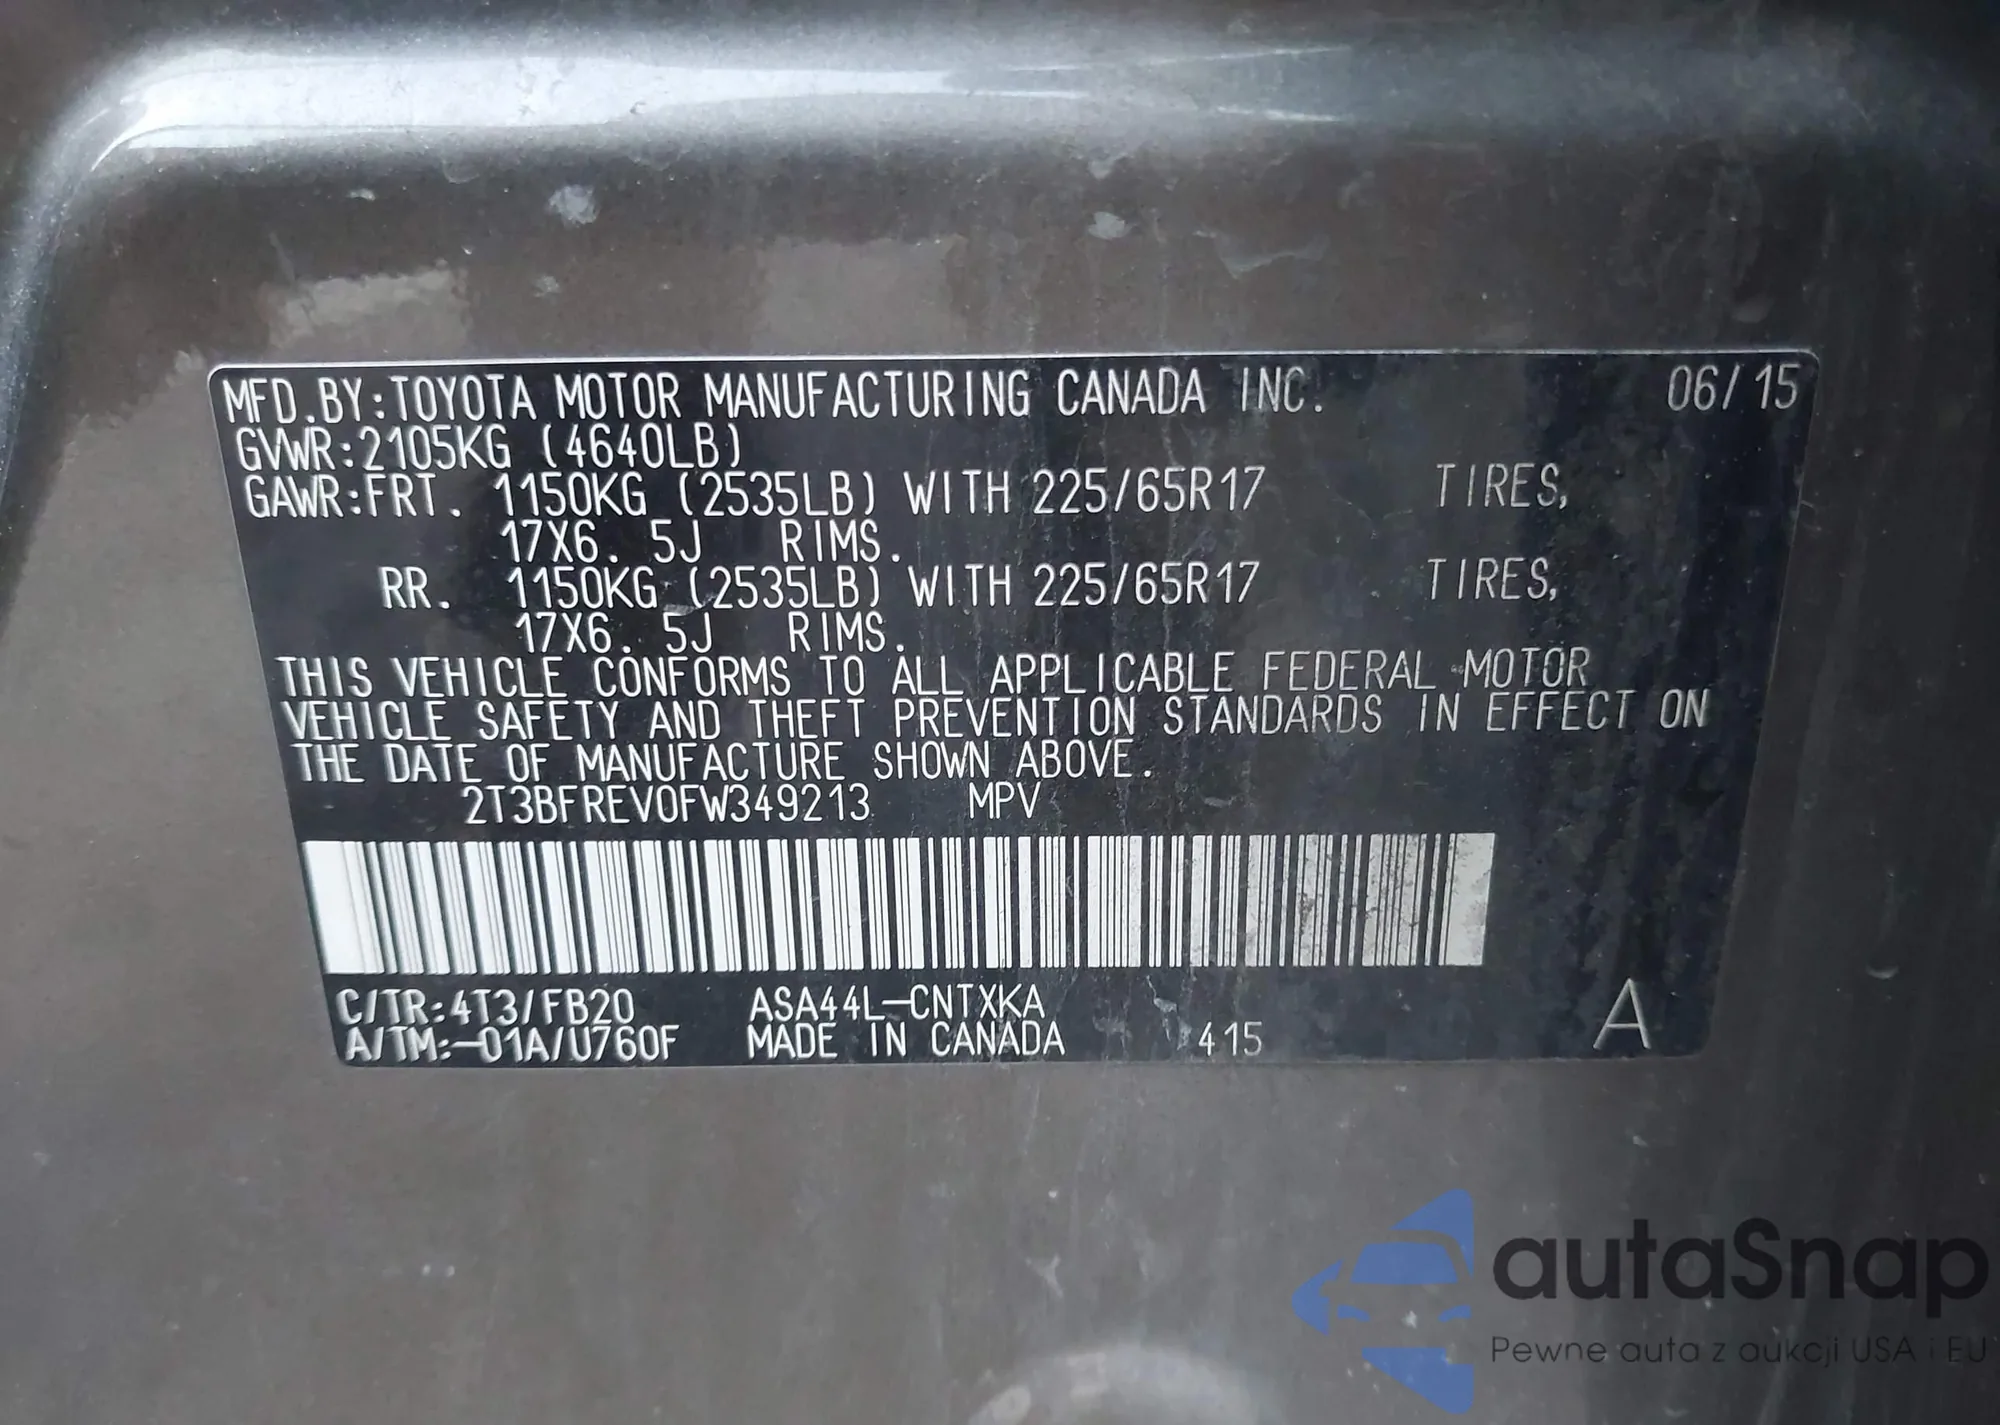 MFD.BY:TOYOTA MOTOR MANUFACTURING CANADA INC. 06/15
GVWR:2105KG (4640LB)
GAWR:FRT. 1150KG (2535LB) WITH 225/65R17 TIRES,
17X6. 5J RIMS.
RR. 1150KG (2535LB) WITH 225/65R17 TIRES,
17X6. 5J RIMS.
THIS VEHICLE CONFORMS TO ALL APPLICABLE FEDERAL MOTOR
VEHICLE SAFETY AND THEFT PREVENTION STANDARDS IN EFFECT ON
THE DATE OF MANUFACTURE SHOWN ABOVE.
2T3BFREV0FW349213 MPV
C/TR:4T3/FB20 ASA44L-CNTXKA
A/TM:-01A/U760F MADE IN CANADA 415 A
autaSnap
Pewne auta z aukcji USA i EU